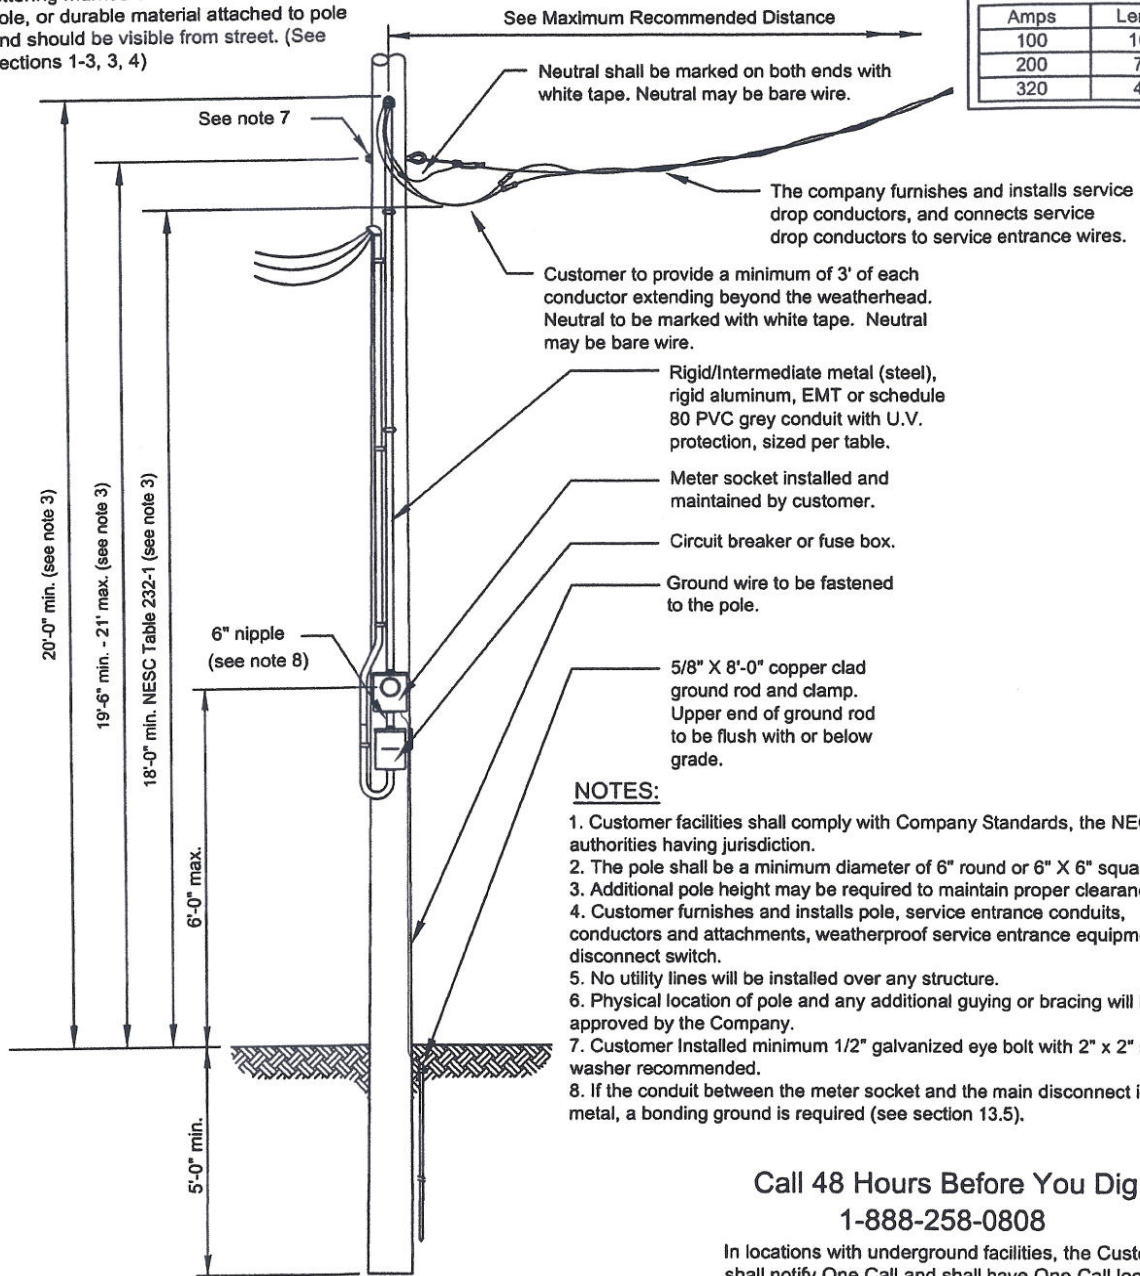 ole, or durable material attached to pole
nd should be visible from street. (See
ections 1-3, 3, 4)
See Maximum Recommended Distance
Amps
100
200
320
Neutral shall be marked on both ends with
white tape. Neutral may be bare wire.
See note 7
The company furnishes and installs service
drop conductors, and connects service
drop conductors to service entrance wires.
Customer to provide a minimum of 3' of each
conductor extending beyond the weatherhead.
Neutral to be marked with white tape. Neutral
may be bare wire.
Rigid/Intermediate metal (steel),
rigid aluminum, EMT or schedule
80 PVC grey conduit with U.V.
protection, sized per table.
Meter socket installed and
maintained by customer.
Circuit breaker or fuse box.
Ground wire to be fastened
to the pole.
5/8" X 8'-0" copper clad
ground rod and clamp.
Upper end of ground rod
to be flush with or below
grade.
20'-0" min. (see note 3)
19'-6" min. - 21' max. (see note 3)
18'-0" min. NESC Table 232-1 (see note 3)
6" nipple
(see note 8)
6'-0" max.
5'-0" min.
NOTES:
1. Customer facilities shall comply with Company Standards, the NE
authorities having jurisdiction.
2. The pole shall be a minimum diameter of 6" round or 6" X 6" squa
3. Additional pole height may be required to maintain proper clearan
4. Customer furnishes and installs pole, service entrance conduits,
conductors and attachments, weatherproof service entrance equipm
disconnect switch.
5. No utility lines will be installed over any structure.
6. Physical location of pole and any additional guying or bracing will
approved by the Company.
7. Customer Installed minimum 1/2" galvanized eye bolt with 2" x 2"
washer recommended.
8. If the conduit between the meter socket and the main disconnect i
metal, a bonding ground is required (see section 13.5).
Call 48 Hours Before You Dig
1-888-258-0808
In locations with underground facilities, the Custo